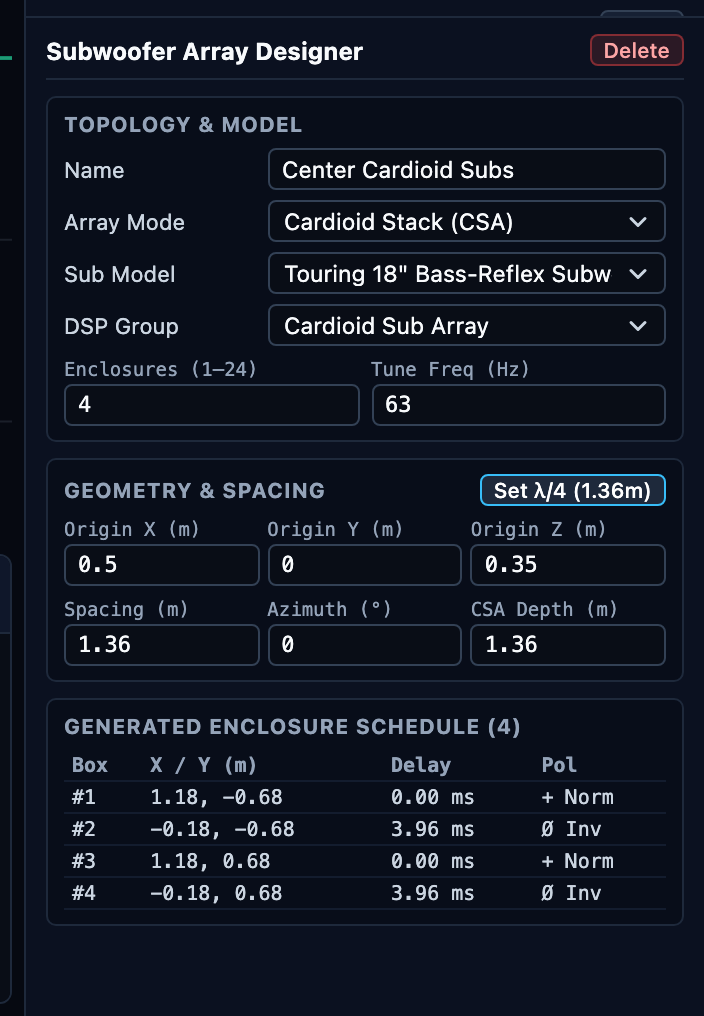 Subwoofer Array Designer Delete
TOPOLOGY & MODEL
Name Center Cardioid Subs
Array Mode Cardioid Stack (CSA)
Sub Model Touring 18" Bass-Reflex Subw
DSP Group Cardioid Sub Array
Enclosures (1–24) Tune Freq (Hz)
4 63
GEOMETRY & SPACING Set λ/4 (1.36m)
Origin X (m) Origin Y (m) Origin Z (m)
0.5 0 0.35
Spacing (m) Azimuth (°) CSA Depth (m)
1.36 0 1.36
GENERATED ENCLOSURE SCHEDULE (4)
Box X / Y (m) Delay Pol
#1 1.18, -0.68 0.00 ms + Norm
#2 -0.18, -0.68 3.96 ms Ø Inv
#3 1.18, 0.68 0.00 ms + Norm
#4 -0.18, 0.68 3.96 ms Ø Inv